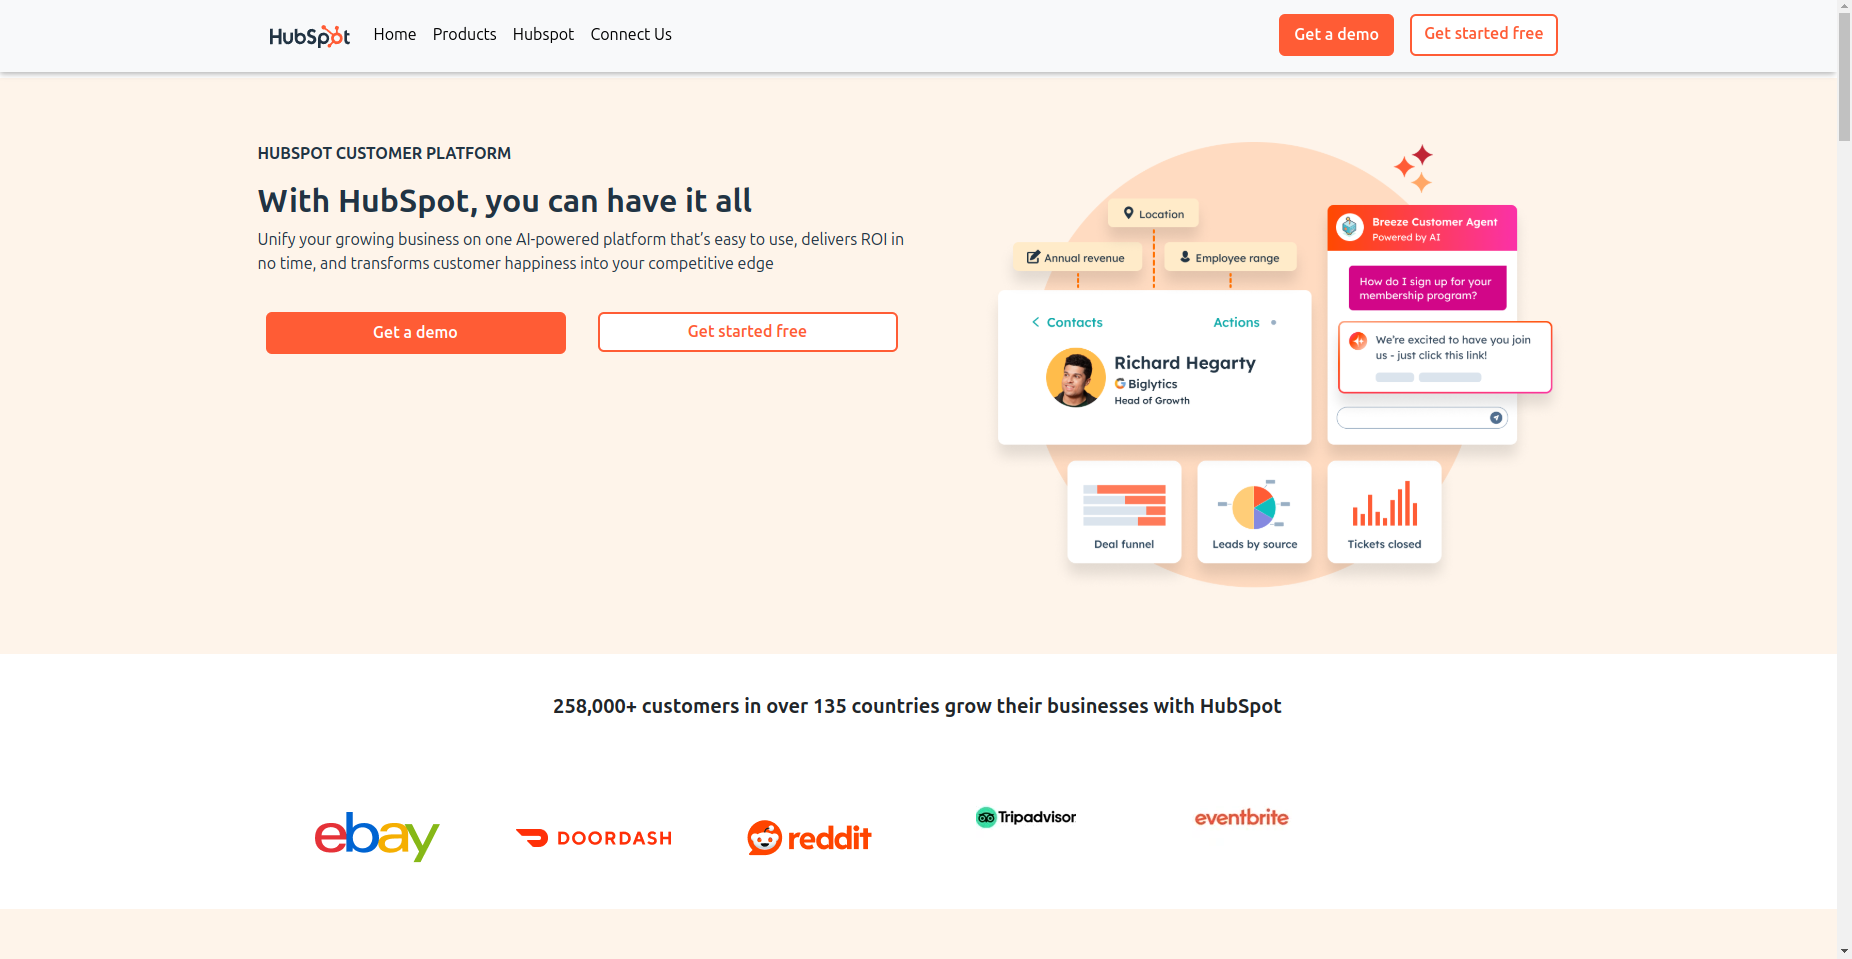 HubSpot
Home
Products
Hubspot
Connect Us
Get a demo
Get started free
HUBSPOT CUSTOMER PLATFORM
With HubSpot, you can have it all
Unify your growing business on one AI-powered platform that’s easy to use, delivers ROI in
no time, and transforms customer happiness into your competitive edge
Get a demo
Get started free
Location
Annual revenue
Employee range
Contacts
Actions
Richard Hegarty
Biglytics
Head of Growth
Breeze Customer Agent
Powered by AI
How do I sign up for your
membership program?
We’re excited to have you join
us - just click this link!
Deal funnel
Leads by source
Tickets closed
258,000+ customers in over 135 countries grow their businesses with HubSpot
ebay
DOORDASH
reddit
Tripadvisor
eventbrite